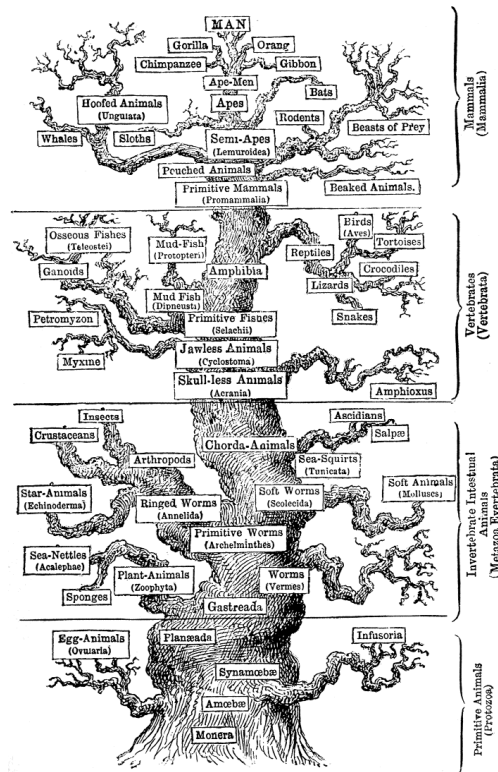 MAN
Gorilla
Orang
Chimpanzee
Gibbon
Ape-Men
Bats
Apes
Hoofed Animals
(Ungulata)
Rodents
Beasts of Prey
Whales
Sloths
Semi-Apes
(Lemuroidea)
Pouched Animals
Primitive Mammals
(Promammalia)
Beaked Animals.
Mammals
(Mammalia)
Osseous Fishes
(Teleostei)
Mud-Fish
(Protopteri)
Birds
(Aves)
Tortoises
Reptiles
Ganoids
Amphibia
Crocodiles
Lizards
Mud Fish
(Dipneusti)
Petromyzon
Primitive Fishes
(Selachii)
Snakes
Jawless Animals
(Cyclostoma)
Myxine
Skull-less Animals
(Acrania)
Amphioxus
Vertebrates
(Vertebrata)
Insects
Ascidians
Crustaceans
Chorda-Animals
Salpæ
Arthropods
Sea-Squirts
(Tunicata)
Star-Animals
(Echinoderma)
Ringed Worms
(Annelida)
Soft Worms
(Scolecida)
Soft Animals
(Molluscs)
Primitive Worms
(Archelminthes)
Sea-Nettles
(Acalephae)
Plant-Animals
(Zoophyta)
Worms
(Vermes)
Sponges
Gastreada
Invertebrate Intestinal
Animals
(Metazoa Evertebrata)
Egg-Animals
(Ovularia)
Planæada
Infusoria
Synamœbæ
Amœbæ
Monera
Primitive Animals
(Protozoa)